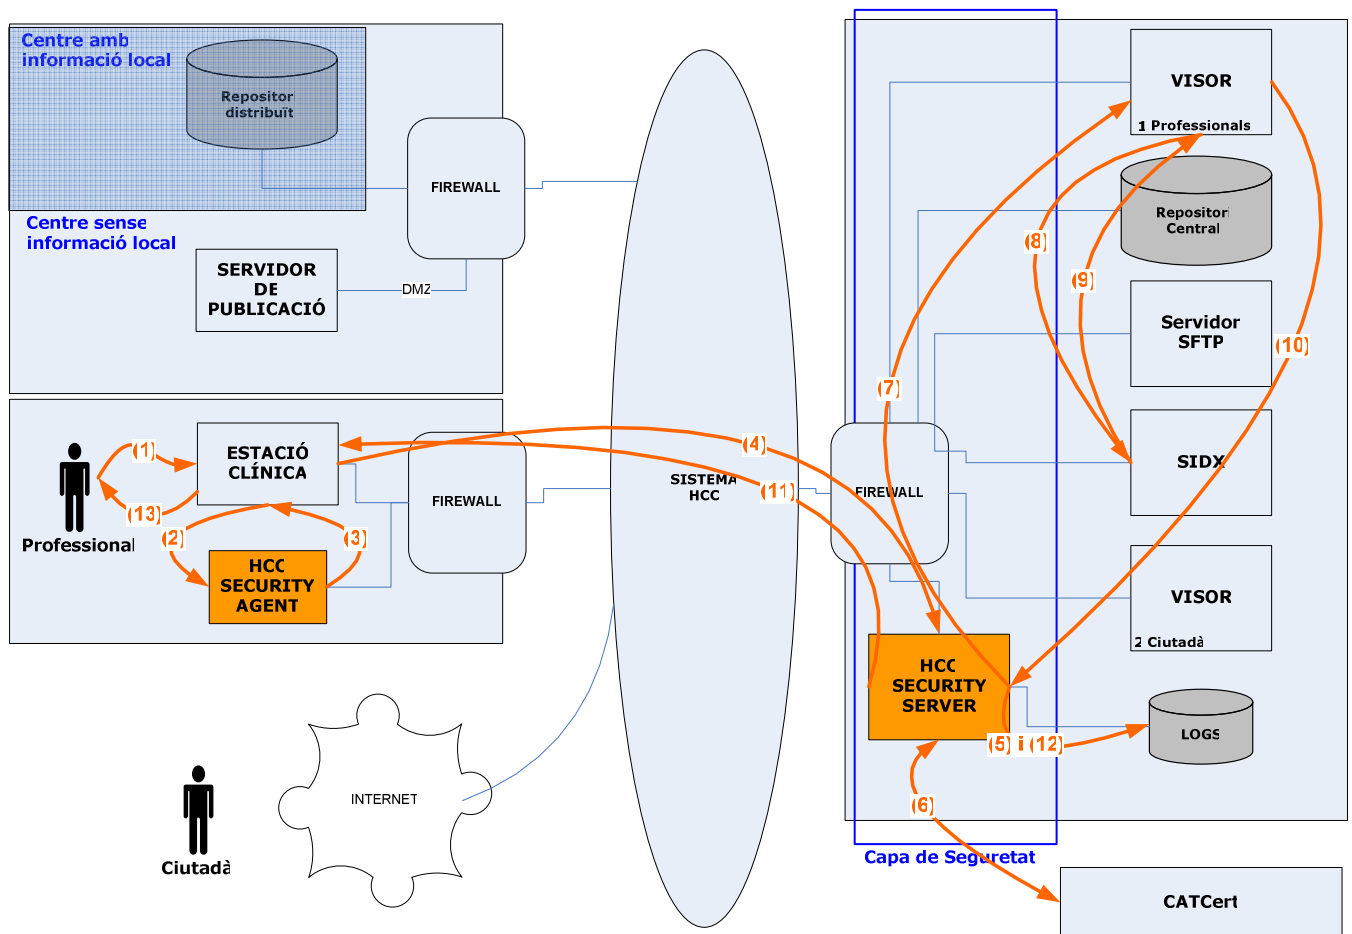 Centre amb
informació local
Repositori
distribuït
Centre sense
informació local
FIREWALL
SERVIDOR
DE
PUBLICACIÓ
DMZ
(1)
ESTACIÓ
CLÍNICA
(13)
(2)
(3)
Professional
HCC
SECURITY
AGENT
FIREWALL
SISTEMA
HCC
(4)
(11)
INTERNET
Ciutadà
VISOR
1 Professionals
Repositori
Central
(8)
(9)
Servidor
SFTP
(10)
(7)
SIDX
FIREWALL
VISOR
2 Ciutadà
HCC
SECURITY
SERVER
LOGS
(5) i (12)
(6)
Capa de Seguretat
CATCert